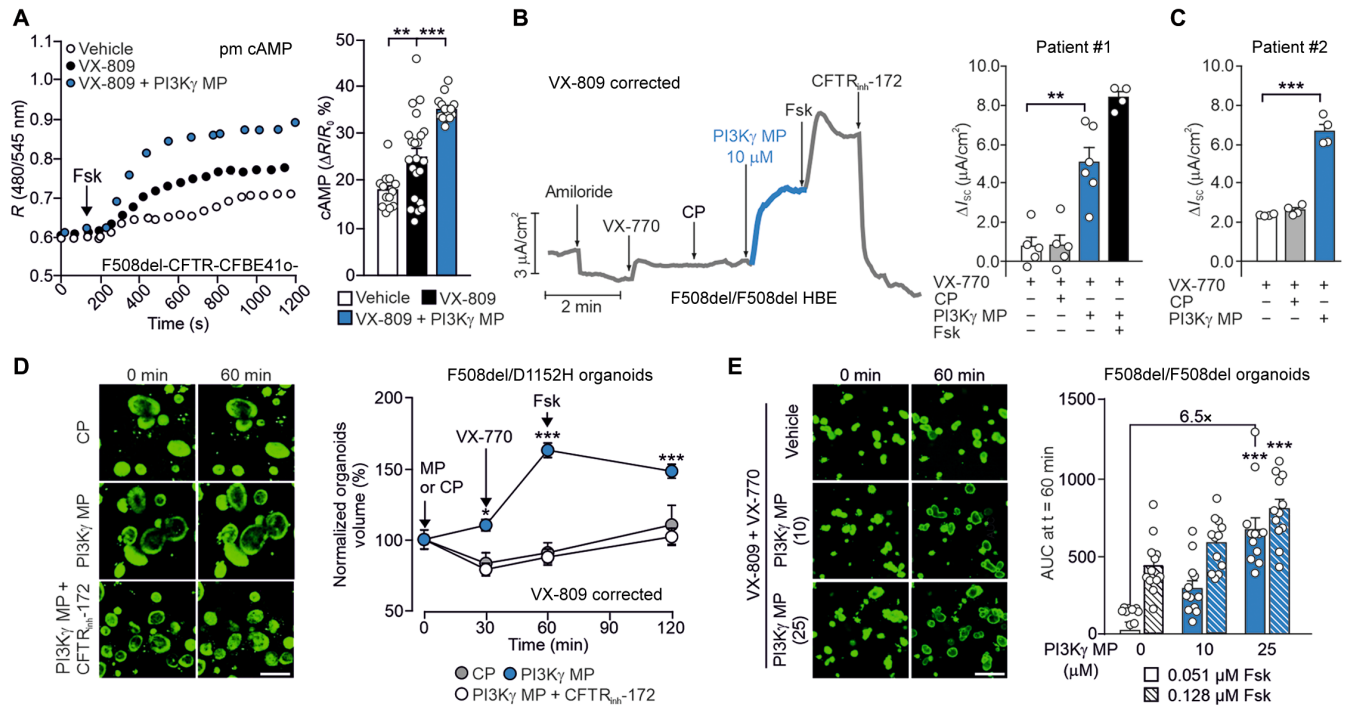 A
Vehicle
VX-809
VX-809 + PI3Kγ MP
pm cAMP
1.1
1.0
0.9
0.8
0.7
0.6
0.5
R (480/545 nm)
Fsk
F508del-CFTR-CFBE41o-
0 200 400 600 800 1000 1200
Time (s)
** ***
50
40
30
20
10
0
cAMP (ΔR/R0 %)
Vehicle VX-809
VX-809 + PI3Kγ MP
B
VX-809 corrected
CFTRinh-172
Fsk
PI3Kγ MP
10 μM
Amiloride
VX-770
CP
3 μA/cm²
2 min
F508del/F508del HBE
Patient #1
**
10.0
8.0
6.0
4.0
2.0
0.0
ΔISC (μA/cm²)
VX-770 + + + +
CP – + – –
PI3Kγ MP – – + +
Fsk – – – +
C
Patient #2
***
10.0
8.0
6.0
4.0
2.0
0.0
ΔISC (μA/cm²)
VX-770 + + +
CP – + –
PI3Kγ MP – – +
D
0 min 60 min
CP
PI3Kγ MP
PI3Kγ MP +
CFTRinh-172
F508del/D1152H organoids
200
150
100
50
Normalized organoids
volume (%)
MP
or CP
VX-770
*
Fsk
***
***
VX-809 corrected
0 30 60 120
Time (min)
CP PI3Kγ MP
PI3Kγ MP + CFTRinh-172
E
0 min 60 min
VX-809 + VX-770
Vehicle
PI3Kγ MP
(10)
PI3Kγ MP
(25)
F508del/F508del organoids
1500
1000
500
0
AUC at t = 60 min
6.5×
***
***
PI3Kγ MP
(μM)
0 10 25
0.051 μM Fsk
0.128 μM Fsk